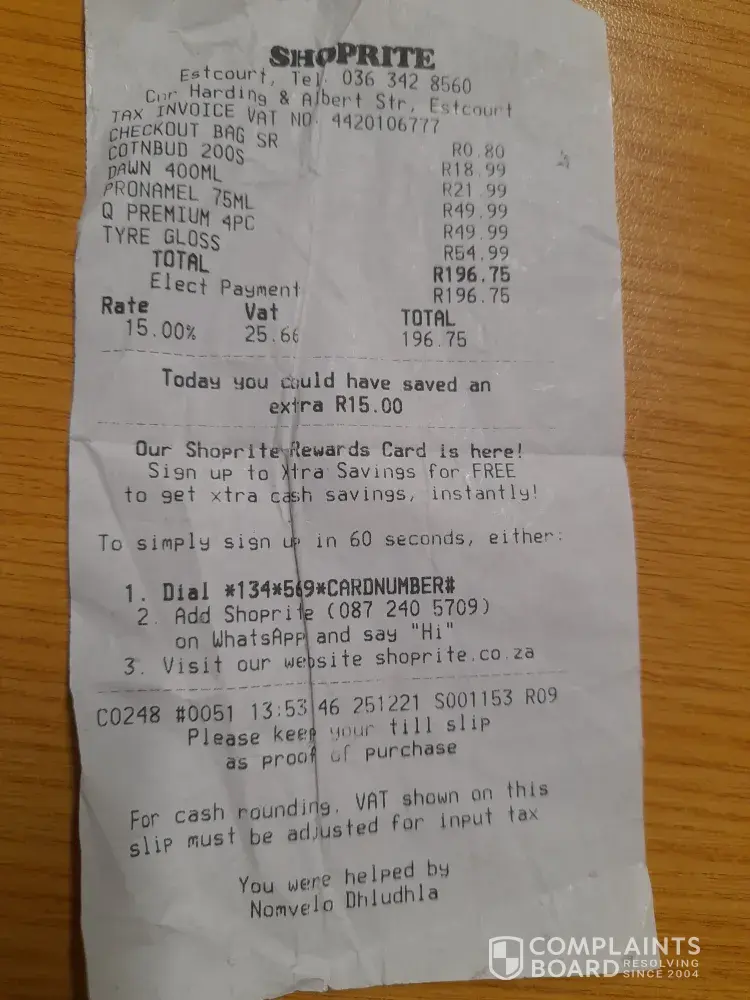 SHOPRITE
Estcourt, Tel. 036 342 8560
Cnr Harding & Albert Str, Estcourt
TAX INVOICE VAT NO. 4420106777
CHECKOUT BAG SR R0.80
COTNBUD 200S R18.99
DAWN 400ML R21.99
PRONAMEL 75ML R49.99
Q PREMIUM 4PC R49.99
TYRE GLOSS R54.99
TOTAL R196.75
Elect Payment R196.75
Rate Vat TOTAL
15.00% 25.66 196.75
Today you could have saved an
extra R15.00
Our Shoprite Rewards Card is here!
Sign up to Xtra Savings for FREE
to get xtra cash savings, instantly!
To simply sign up in 60 seconds, either:
1. Dial *134*569*CARDNUMBER#
2. Add Shoprite (087 240 5709)
on WhatsApp and say "Hi"
3. Visit our website shoprite.co.za
C0248 #0051 13:53:46 251221 S001153 R09
Please keep your till slip
as proof of purchase
For cash rounding, VAT shown on this
slip must be adjusted for input tax
You were helped by
Nomvelo Dhludhla
COMPLAINTS
BOARD RESOLVING
SINCE 2004